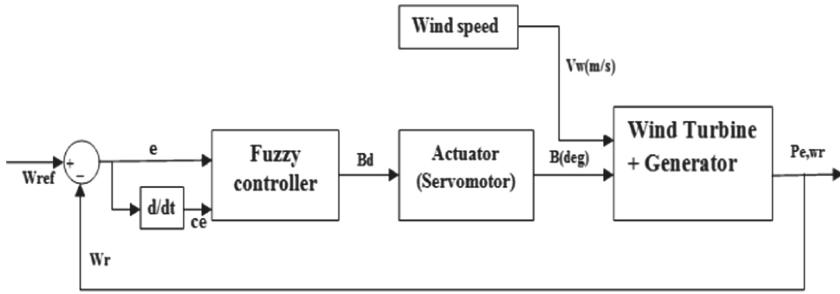 Wind speed
Vw(m/s)
Wref
+
−
e
d/dt
ce
Fuzzy
controller
Bd
Actuator
(Servomotor)
B(deg)
Wind Turbine
+ Generator
Pe,wr
Wr